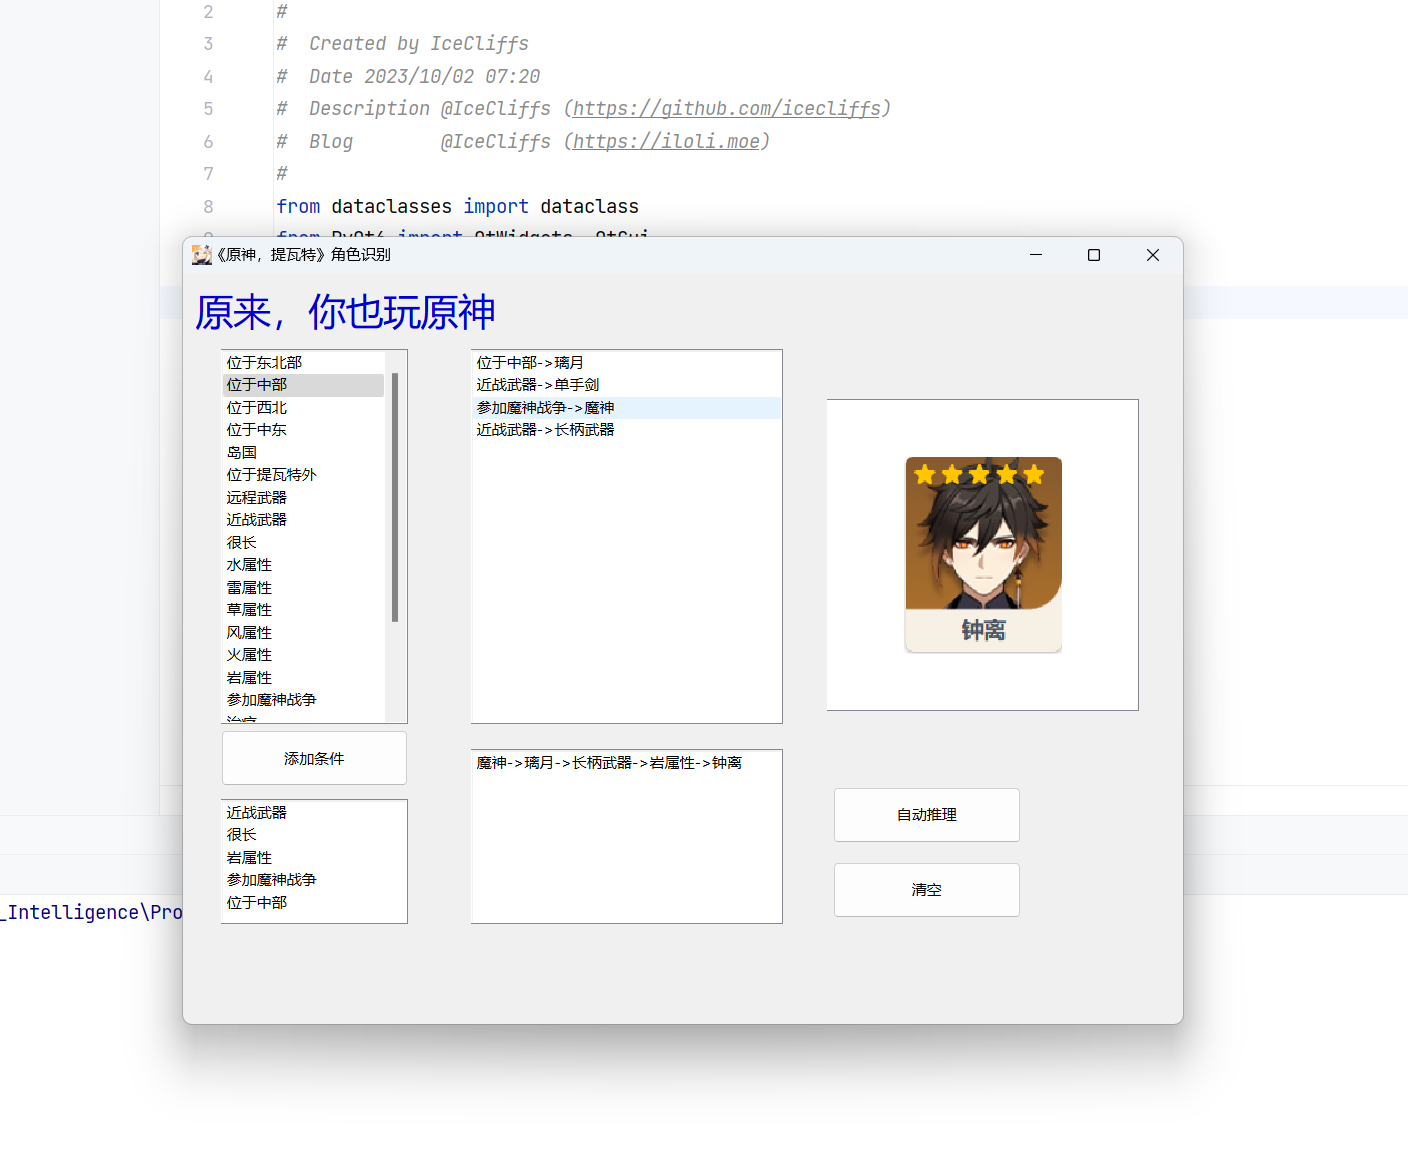 2 #
3 # Created by IceCliffs
4 # Date 2023/10/02 07:20
5 # Description @IceCliffs (https://github.com/icecliffs)
6 # Blog @IceCliffs (https://iloli.moe)
7 #
8 from dataclasses import dataclass
9 from PyQt6 import QtWidgets, QtGui
《原神，提瓦特》角色识别
原来，你也玩原神
位于东北部
位于中部
位于西北
位于中东
岛国
位于提瓦特外
远程武器
近战武器
很长
水属性
雷属性
草属性
风属性
火属性
岩属性
参加魔神战争
治疗
添加条件
近战武器
很长
岩属性
参加魔神战争
位于中部
位于中部->璃月
近战武器->单手剑
参加魔神战争->魔神
近战武器->长柄武器
魔神->璃月->长柄武器->岩属性->钟离
钟离
自动推理
清空
_Intelligence\Pro